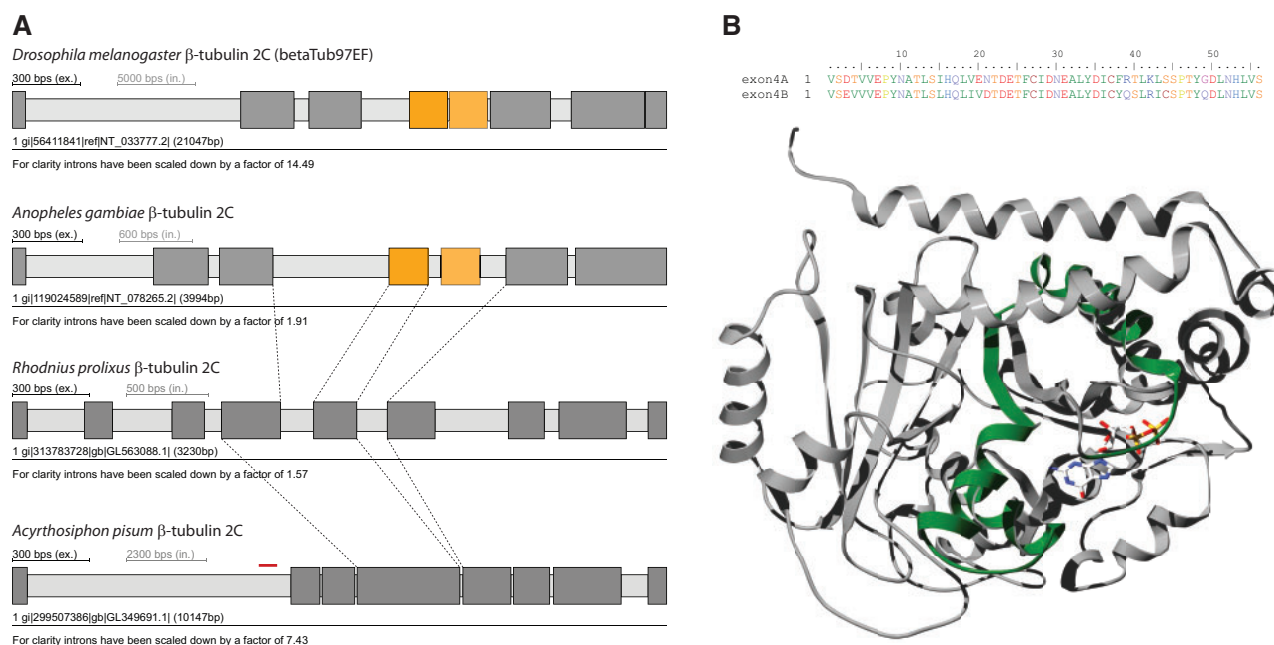 A
Drosophila melanogaster β-tubulin 2C (betaTub97EF)
300 bps (ex.) 5000 bps (in.)
1 gi|56411841|ref|NT_033777.2| (21047bp)
For clarity introns have been scaled down by a factor of 14.49
Anopheles gambiae β-tubulin 2C
300 bps (ex.) 600 bps (in.)
1 gi|119024589|ref|NT_078265.2| (3994bp)
For clarity introns have been scaled down by a factor of 1.91
Rhodnius prolixus β-tubulin 2C
300 bps (ex.) 500 bps (in.)
1 gi|313783728|gb|GL563088.1| (3230bp)
For clarity introns have been scaled down by a factor of 1.57
Acyrthosiphon pisum β-tubulin 2C
300 bps (ex.) 2300 bps (in.)
1 gi|299507386|gb|GL349691.1| (10147bp)
For clarity introns have been scaled down by a factor of 7.43
B
10 20 30 40 50
exon4A 1 VSDTVVEPYNATLSIHQLVENTDETFCIDNEALYDICFRTLKLSSPTYGDLNHLVS
exon4B 1 VSEVVVEPYNATLSLHQLIVDTDETFCIDNEALYDICYQSLRICSPTYQDLNHLVS